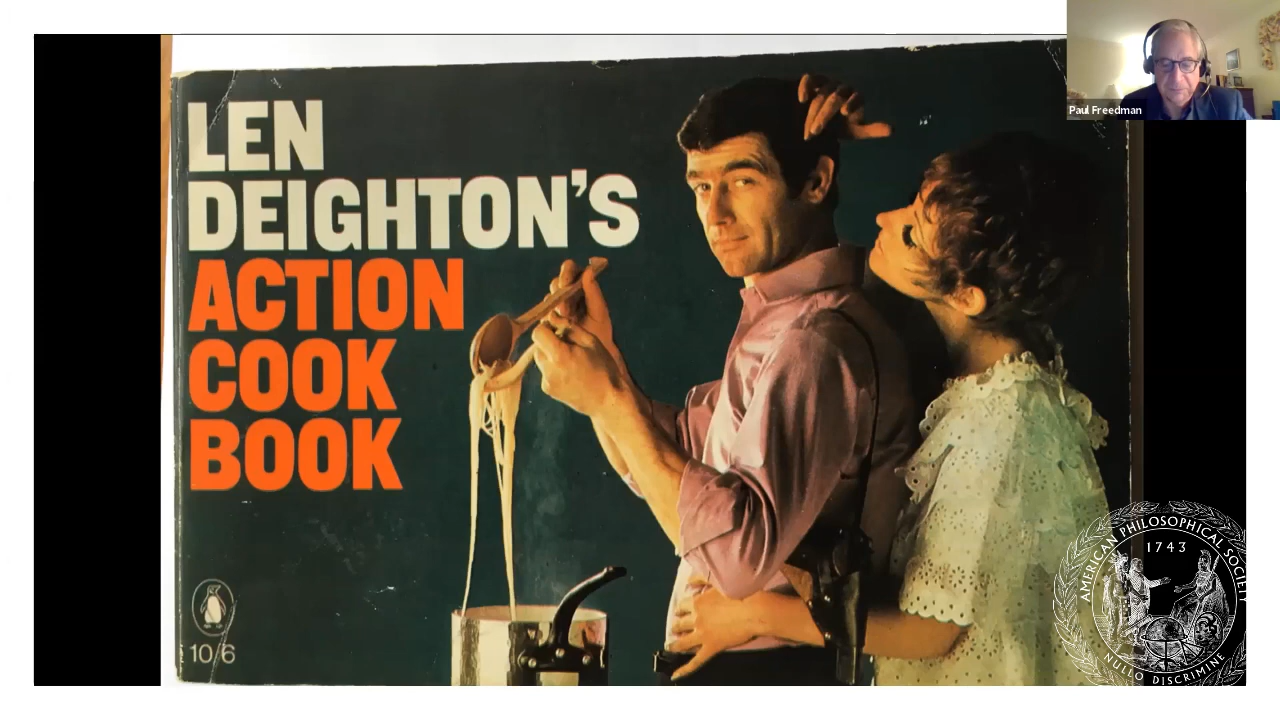 LEN
DEIGHTON'S
ACTION
COOK
BOOK
10/6
Paul Freedman
AMERICAN PHILOSOPHICAL SOCIETY
1743
NULLO DISCRIMINE